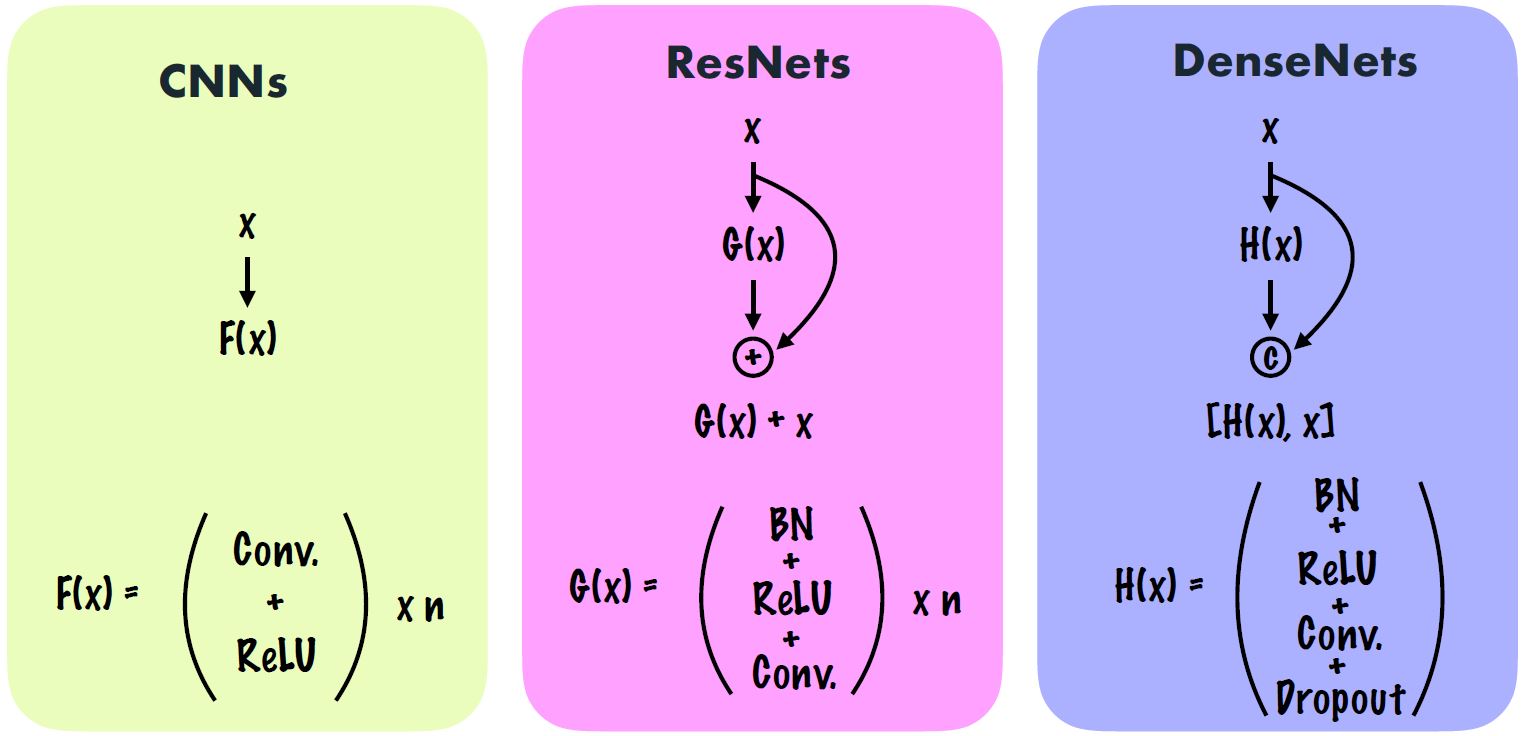 CNNs
x
F(x)
F(x) =
Conv.
+
ReLU
x n
ResNets
x
G(x)
+
G(x) + x
G(x) =
BN
+
ReLU
+
Conv.
x n
DenseNets
x
H(x)
C
[H(x), x]
H(x) =
BN
+
ReLU
+
Conv.
+
Dropout